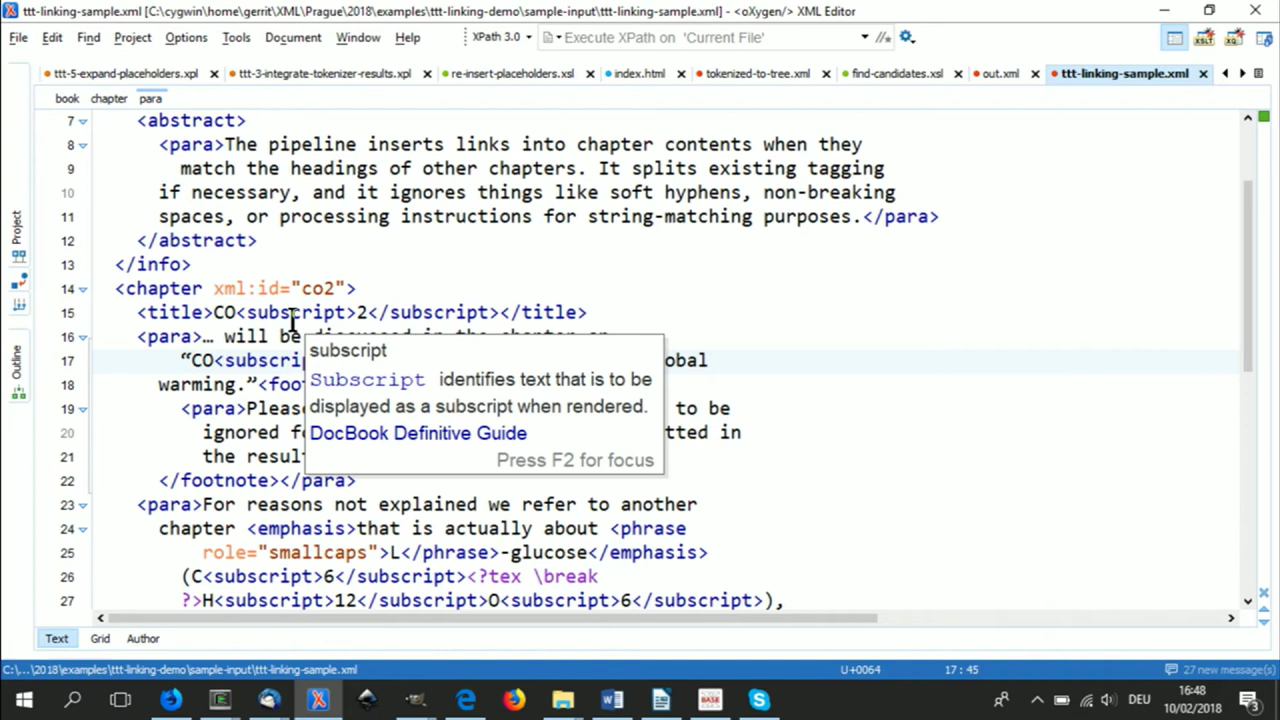 ttt-linking-sample.xml [C:\cygwin\home\gerrit\XML\Prague\2018\examples\ttt-linking-demo\sample-input\ttt-linking-sample.xml] - <oXygen/> XML Editor
File Edit Find Project Options Tools Document Window Help XPath 3.0 Execute XPath on 'Current File'
ttt-5-expand-placeholders.xpl ttt-3-integrate-tokenizer-results.xpl re-insert-placeholders.xsl index.html tokenized-to-tree.xml find-candidates.xsl out.xml ttt-linking-sample.xml
book chapter para
Project
Outline
7 <abstract>
8 <para>The pipeline inserts links into chapter contents when they
9 match the headings of other chapters. It splits existing tagging
10 if necessary, and it ignores things like soft hyphens, non-breaking
11 spaces, or processing instructions for string-matching purposes.</para>
12 </abstract>
13 </info>
14 <chapter xml:id="co2">
15 <title>CO<subscript>2</subscript></title>
16 <para>… will be discussed in the chapter on
17 “CO<subscri obal
18 warming.”<foo
19 <para>Pleas to be
20 ignored fo tted in
21 the resul
22 </footnote></para>
23 <para>For reasons not explained we refer to another
24 chapter <emphasis>that is actually about <phrase
25 role="smallcaps">L</phrase>-glucose</emphasis>
26 (C<subscript>6</subscript><?tex \break
27 ?>H<subscript>12</subscript>O<subscript>6</subscript>),
subscript
Subscript identifies text that is to be
displayed as a subscript when rendered.
DocBook Definitive Guide
Press F2 for focus
Text Grid Author
C:\...\2018\examples\ttt-linking-demo\sample-input\ttt-linking-sample.xml U+0064 17 : 45 27 new message(s)
DEU 16:48
10/02/2018 3